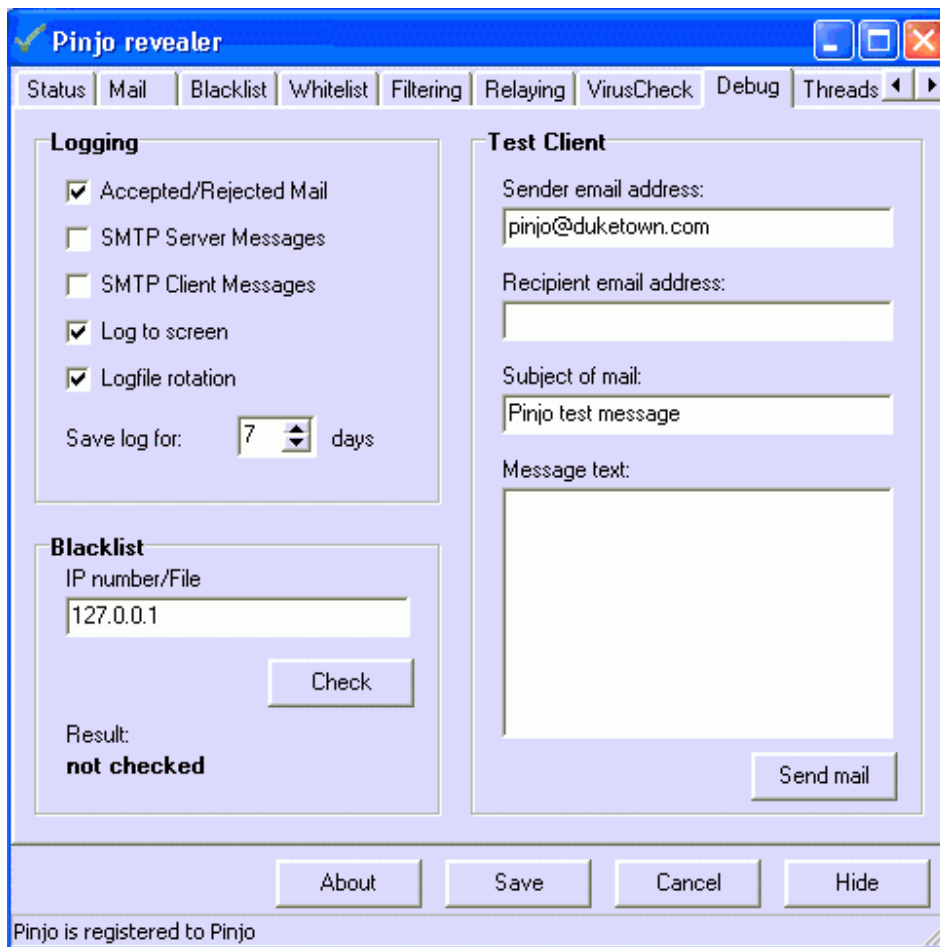 Pinjo revealer
Status Mail Blacklist Whitelist Filtering Relaying VirusCheck Debug Threads
Logging
Accepted/Rejected Mail
SMTP Server Messages
SMTP Client Messages
Log to screen
Logfile rotation
Save log for: 7 days
Blacklist
IP number/File
127.0.0.1
Check
Result:
not checked
Test Client
Sender email address:
pinjo@duketown.com
Recipient email address:
Subject of mail:
Pinjo test message
Message text:
Send mail
About Save Cancel Hide
Pinjo is registered to Pinjo